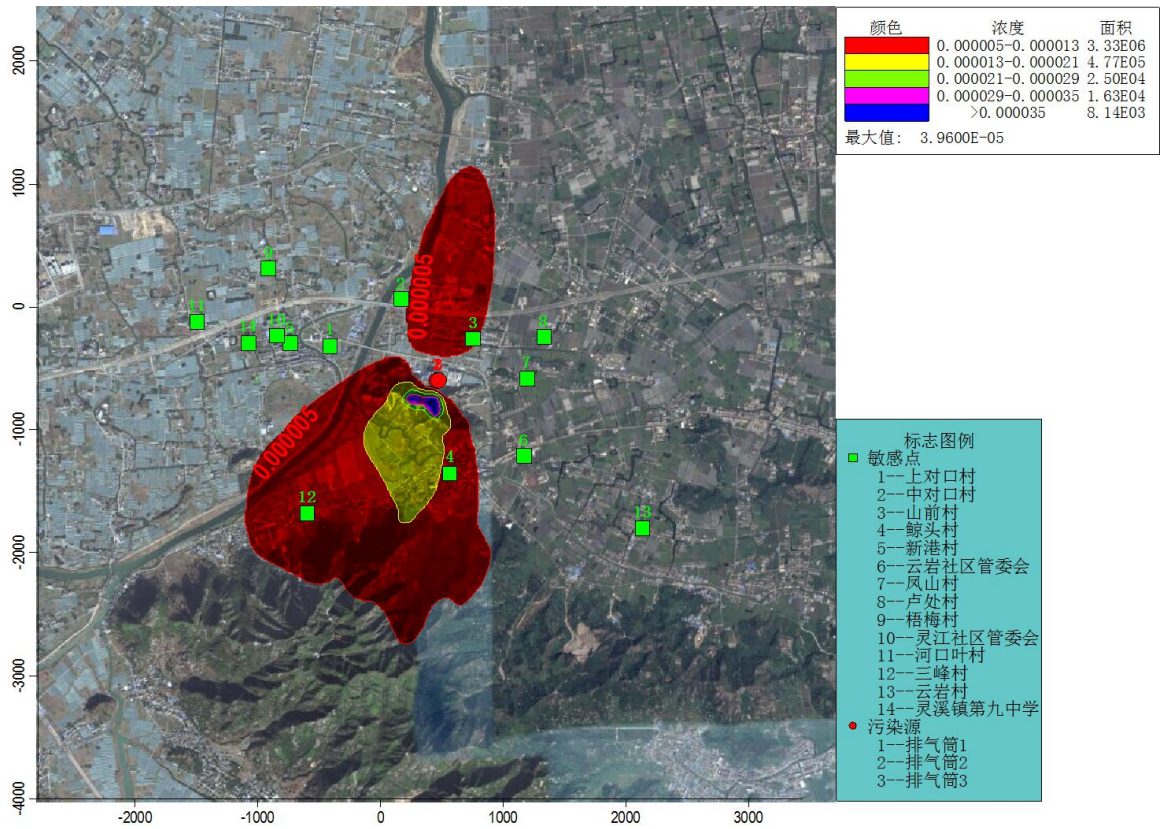 颜色 浓度 面积
0.000005-0.000013 3.33E06
0.000013-0.000021 4.77E05
0.000021-0.000029 2.50E04
0.000029-0.000035 1.63E04
>0.000035 8.14E03
最大值: 3.9600E-05
2000
1000
0
-1000
-2000
-3000
-4000
-2000 -1000 0 1000 2000 3000
9
2
11
14
1
3
7
6
4
12
13
0.000005
0.000005
标志图例
敏感点
1--上对口村
2--中对口村
3--山前村
4--鲸头村
5--新港村
6--云岩社区管委会
7--凤山村
8--卢处村
9--梧梅村
10--灵江社区管委会
11--河口叶村
12--三峰村
13--云岩村
14--灵溪镇第九中学
污染源
1--排气筒1
2--排气筒2
3--排气筒3